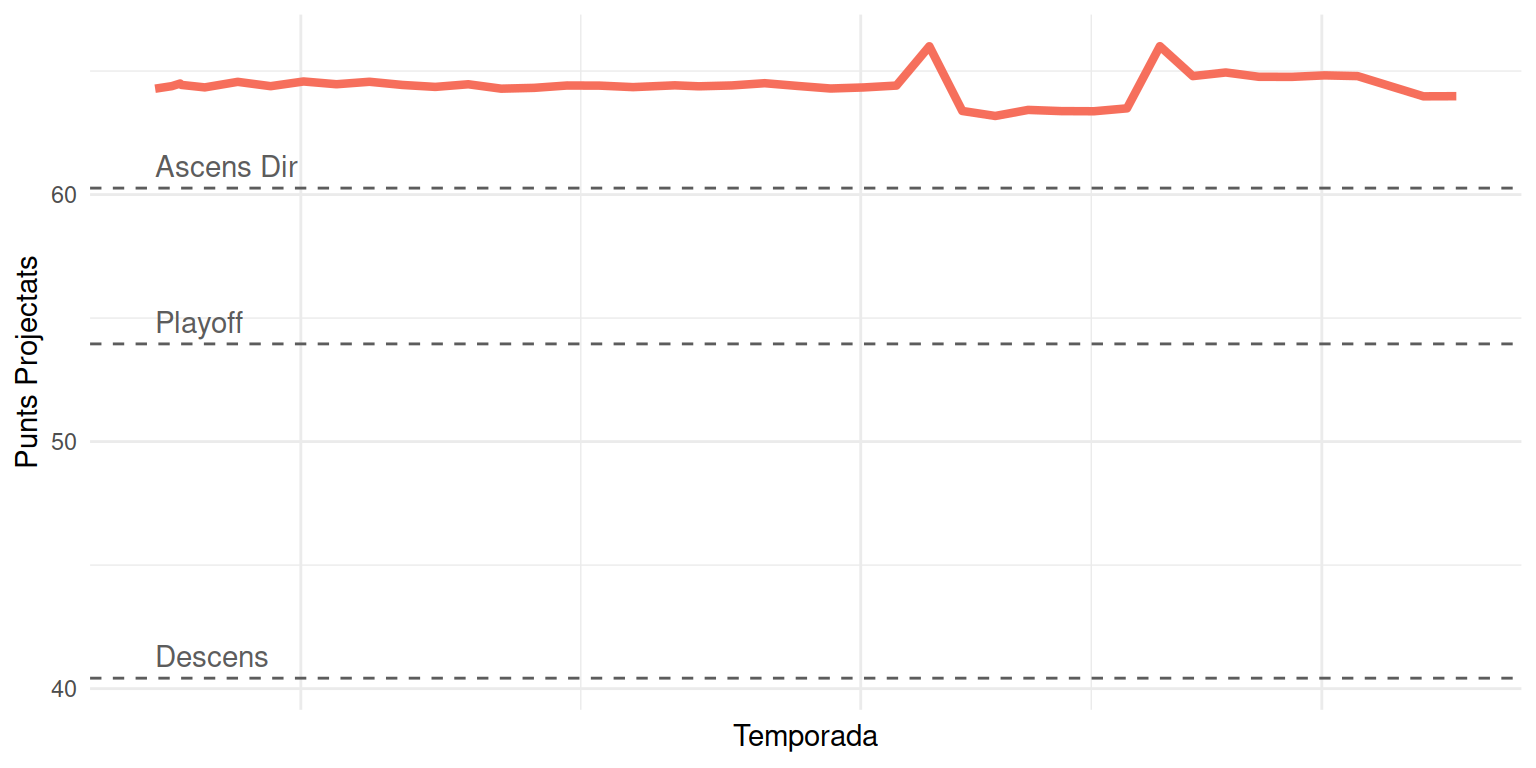 Ascens Dir
60
Playoff
50
Descens
40
Punts Projectats
Temporada